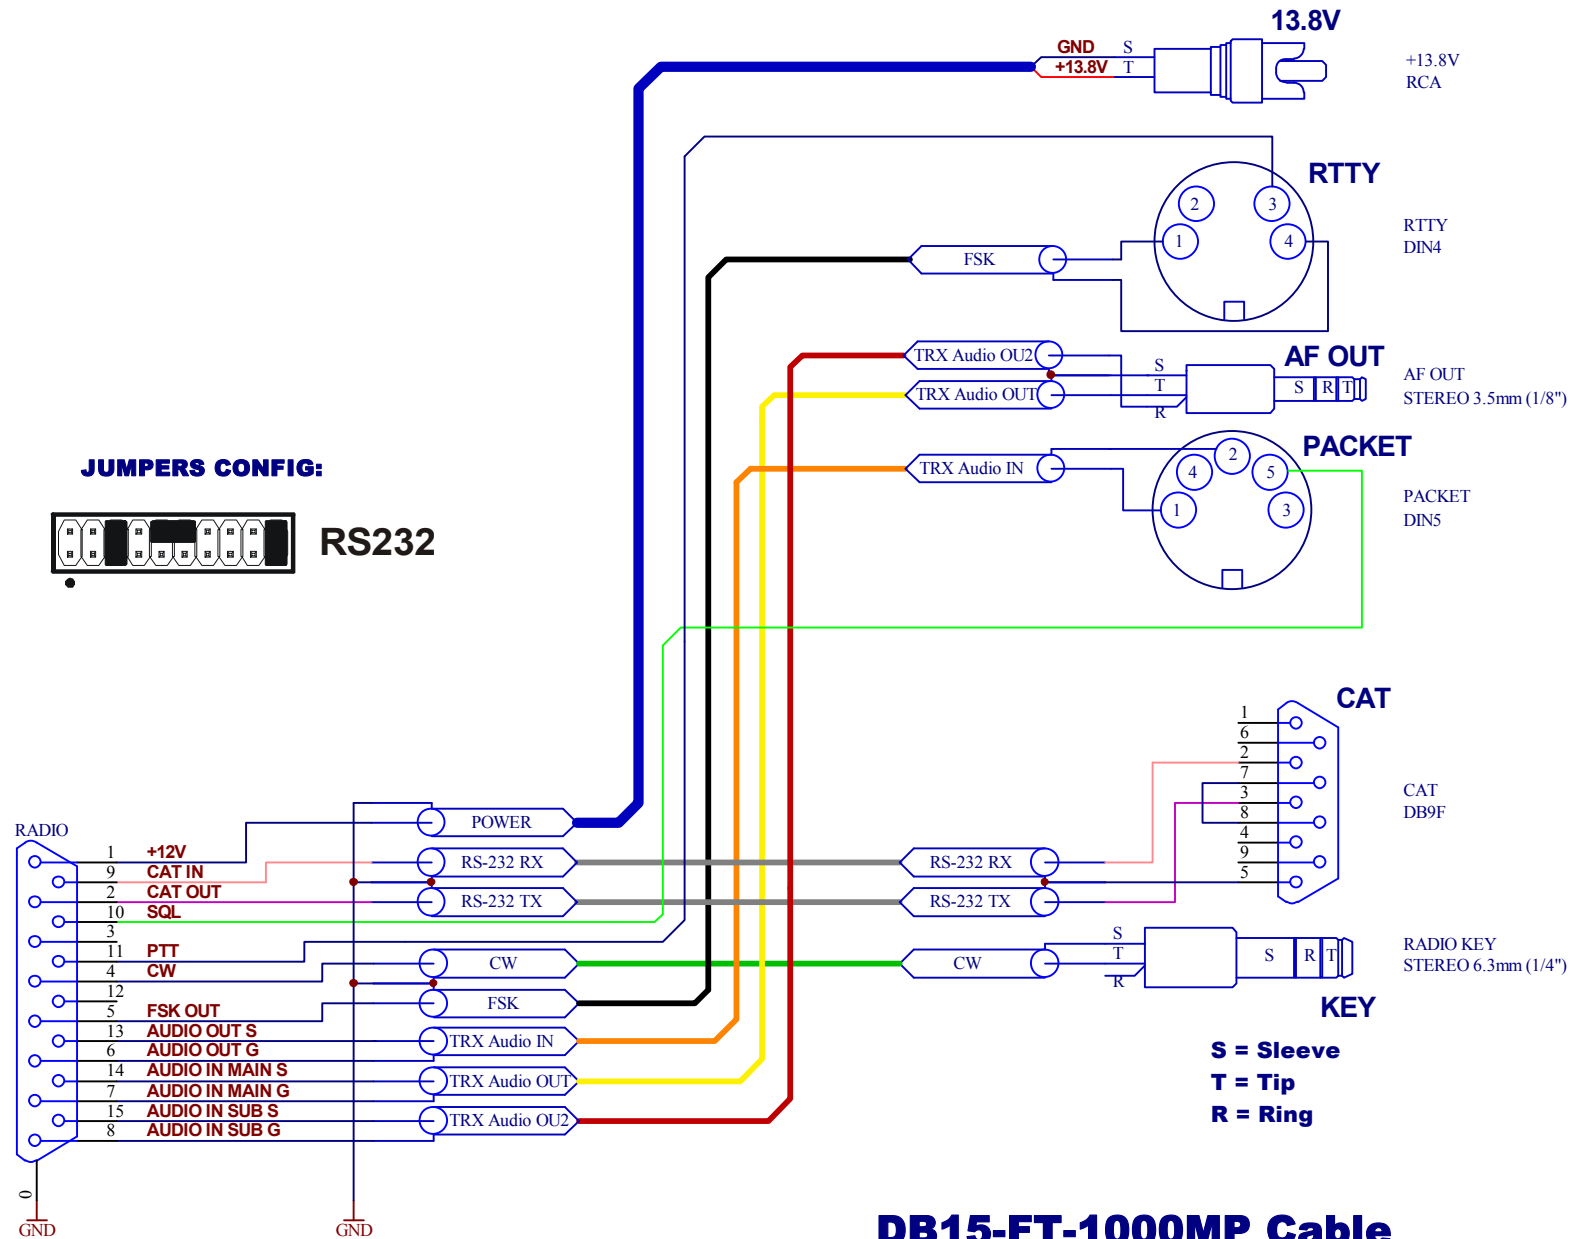 13.8V
GND S
+13.8V T
+13.8V
RCA
RTTY
2 3
1 4
RTTY
DIN4
FSK
TRX Audio OU2
TRX Audio OUT
S
T
R
AF OUT
S R T
AF OUT
STEREO 3.5mm (1/8")
TRX Audio IN
PACKET
2
4 5
1 3
PACKET
DIN5
JUMPERS CONFIG:
RS232
CAT
1
6
2
7
3
8
4
9
5
CAT
DB9F
RADIO
1 +12V
9 CAT IN
2 CAT OUT
10 SQL
3
11 PTT
4 CW
12
5 FSK OUT
13 AUDIO OUT S
6 AUDIO OUT G
14 AUDIO IN MAIN S
7 AUDIO IN MAIN G
15 AUDIO IN SUB S
8 AUDIO IN SUB G
0
GND
GND
POWER
RS-232 RX
RS-232 TX
CW
FSK
TRX Audio IN
TRX Audio OUT
TRX Audio OU2
RS-232 RX
RS-232 TX
CW
S
T
R
S R T
RADIO KEY
STEREO 6.3mm (1/4")
KEY
S = Sleeve
T = Tip
R = Ring
DB15-FT-1000MP Cable